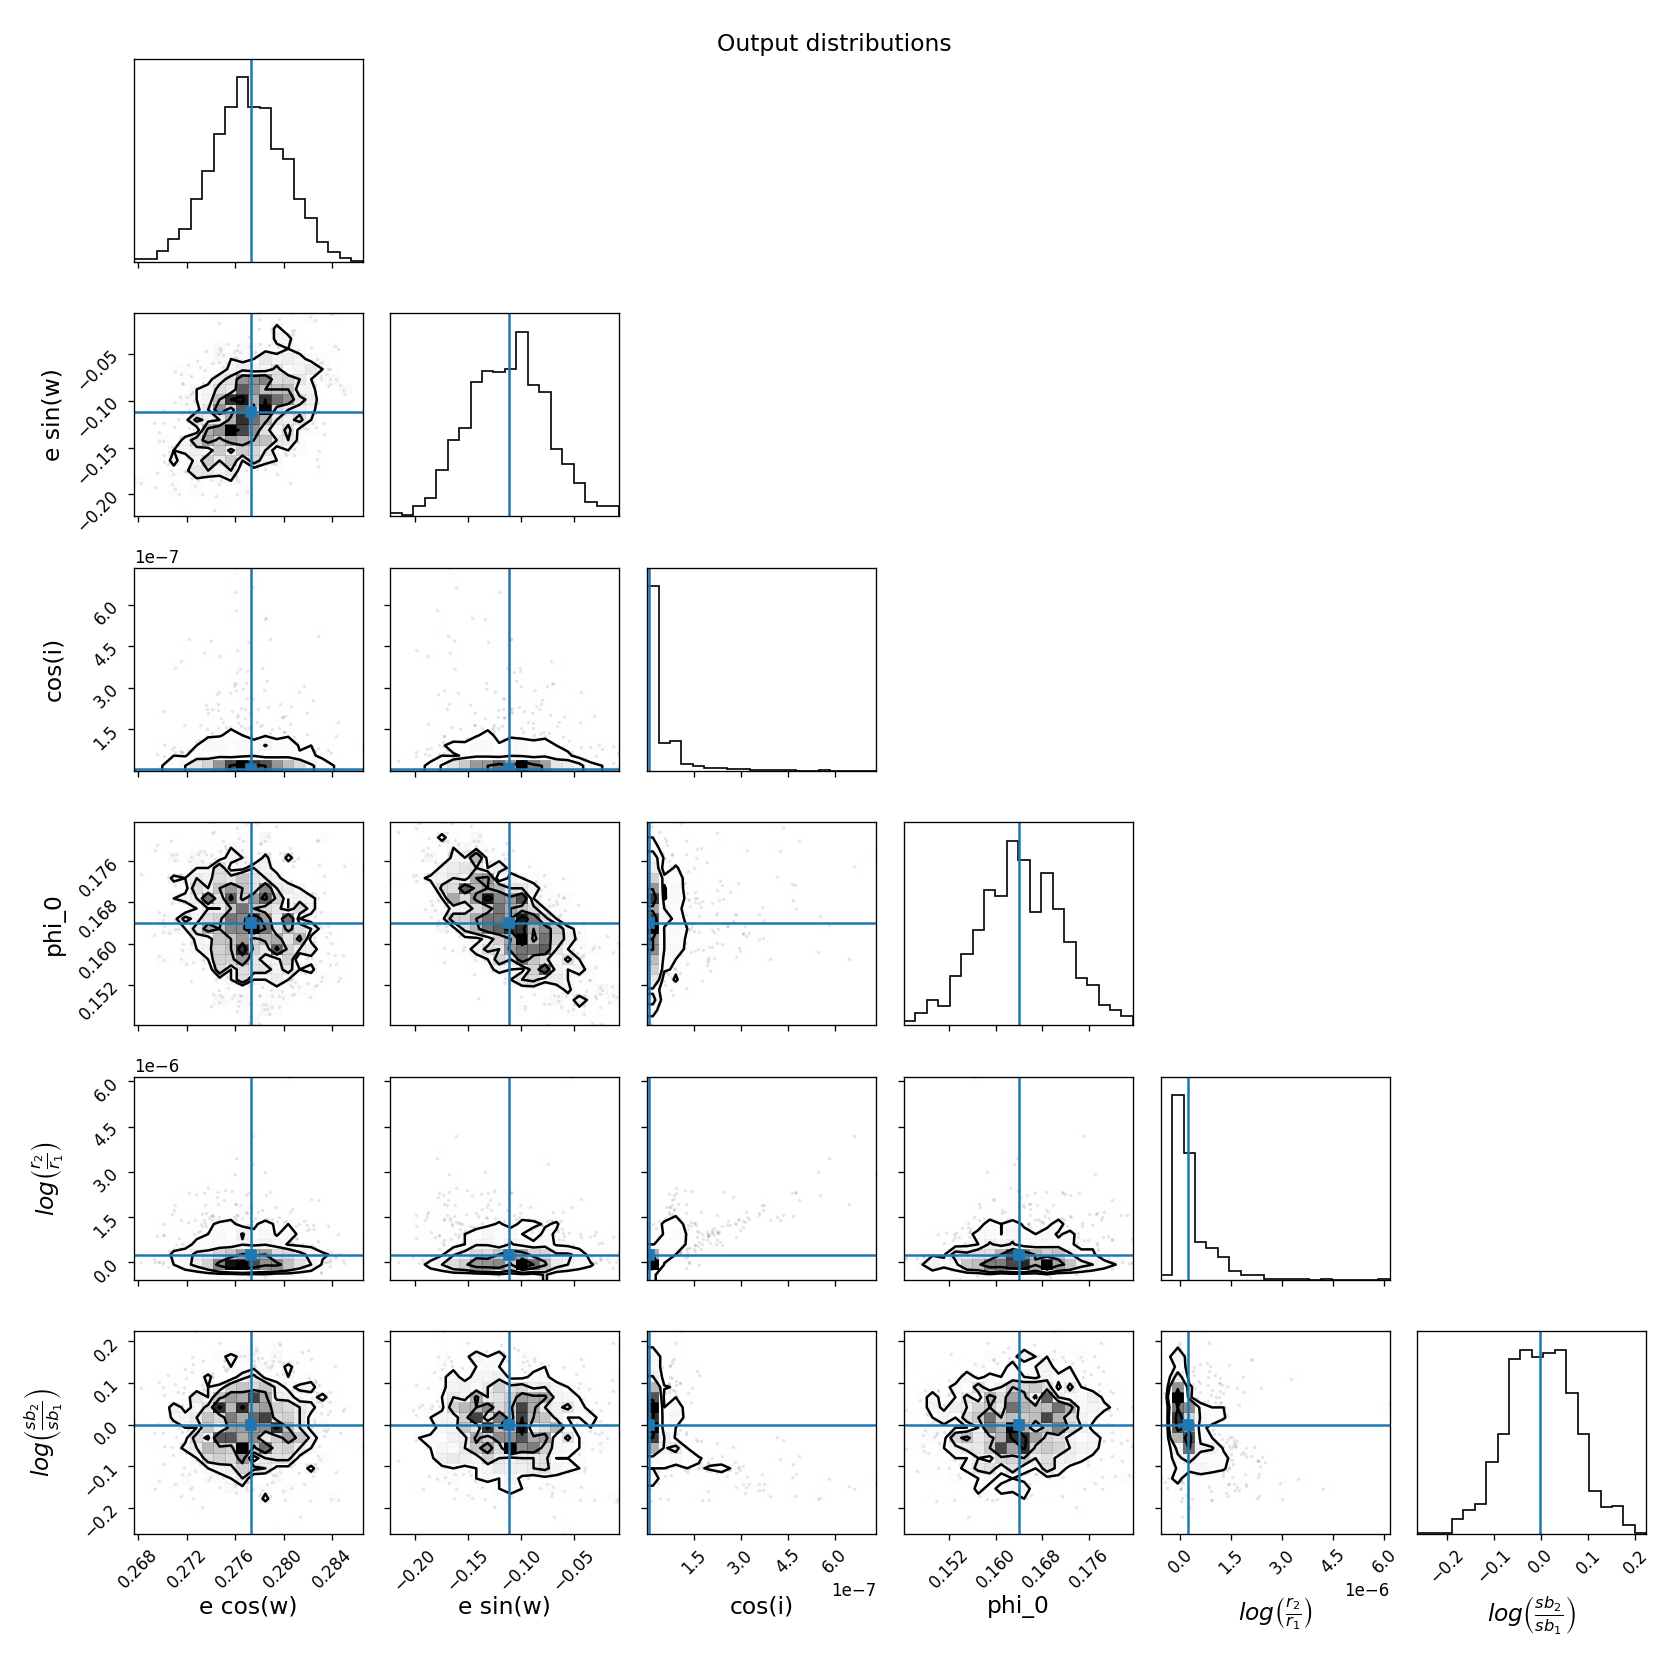 Output distributions
e sin(w)
−0.05
−0.10
−0.15
−0.20
1e−7
cos(i)
6.0
4.5
3.0
1.5
phi_0
0.176
0.168
0.160
0.152
1e−6
log(r2/r1)
6.0
4.5
3.0
1.5
0.0
log(sb2/sb1)
0.2
0.1
0.0
−0.1
−0.2
0.268 0.272 0.276 0.280 0.284
−0.20 −0.15 −0.10 −0.05
1.5 3.0 4.5 6.0
0.152 0.160 0.168 0.176
0.0 1.5 3.0 4.5 6.0
−0.2 −0.1 0.0 0.1 0.2
1e−7 1e−6
e cos(w) e sin(w) cos(i) phi_0 log(r2/r1) log(sb2/sb1)